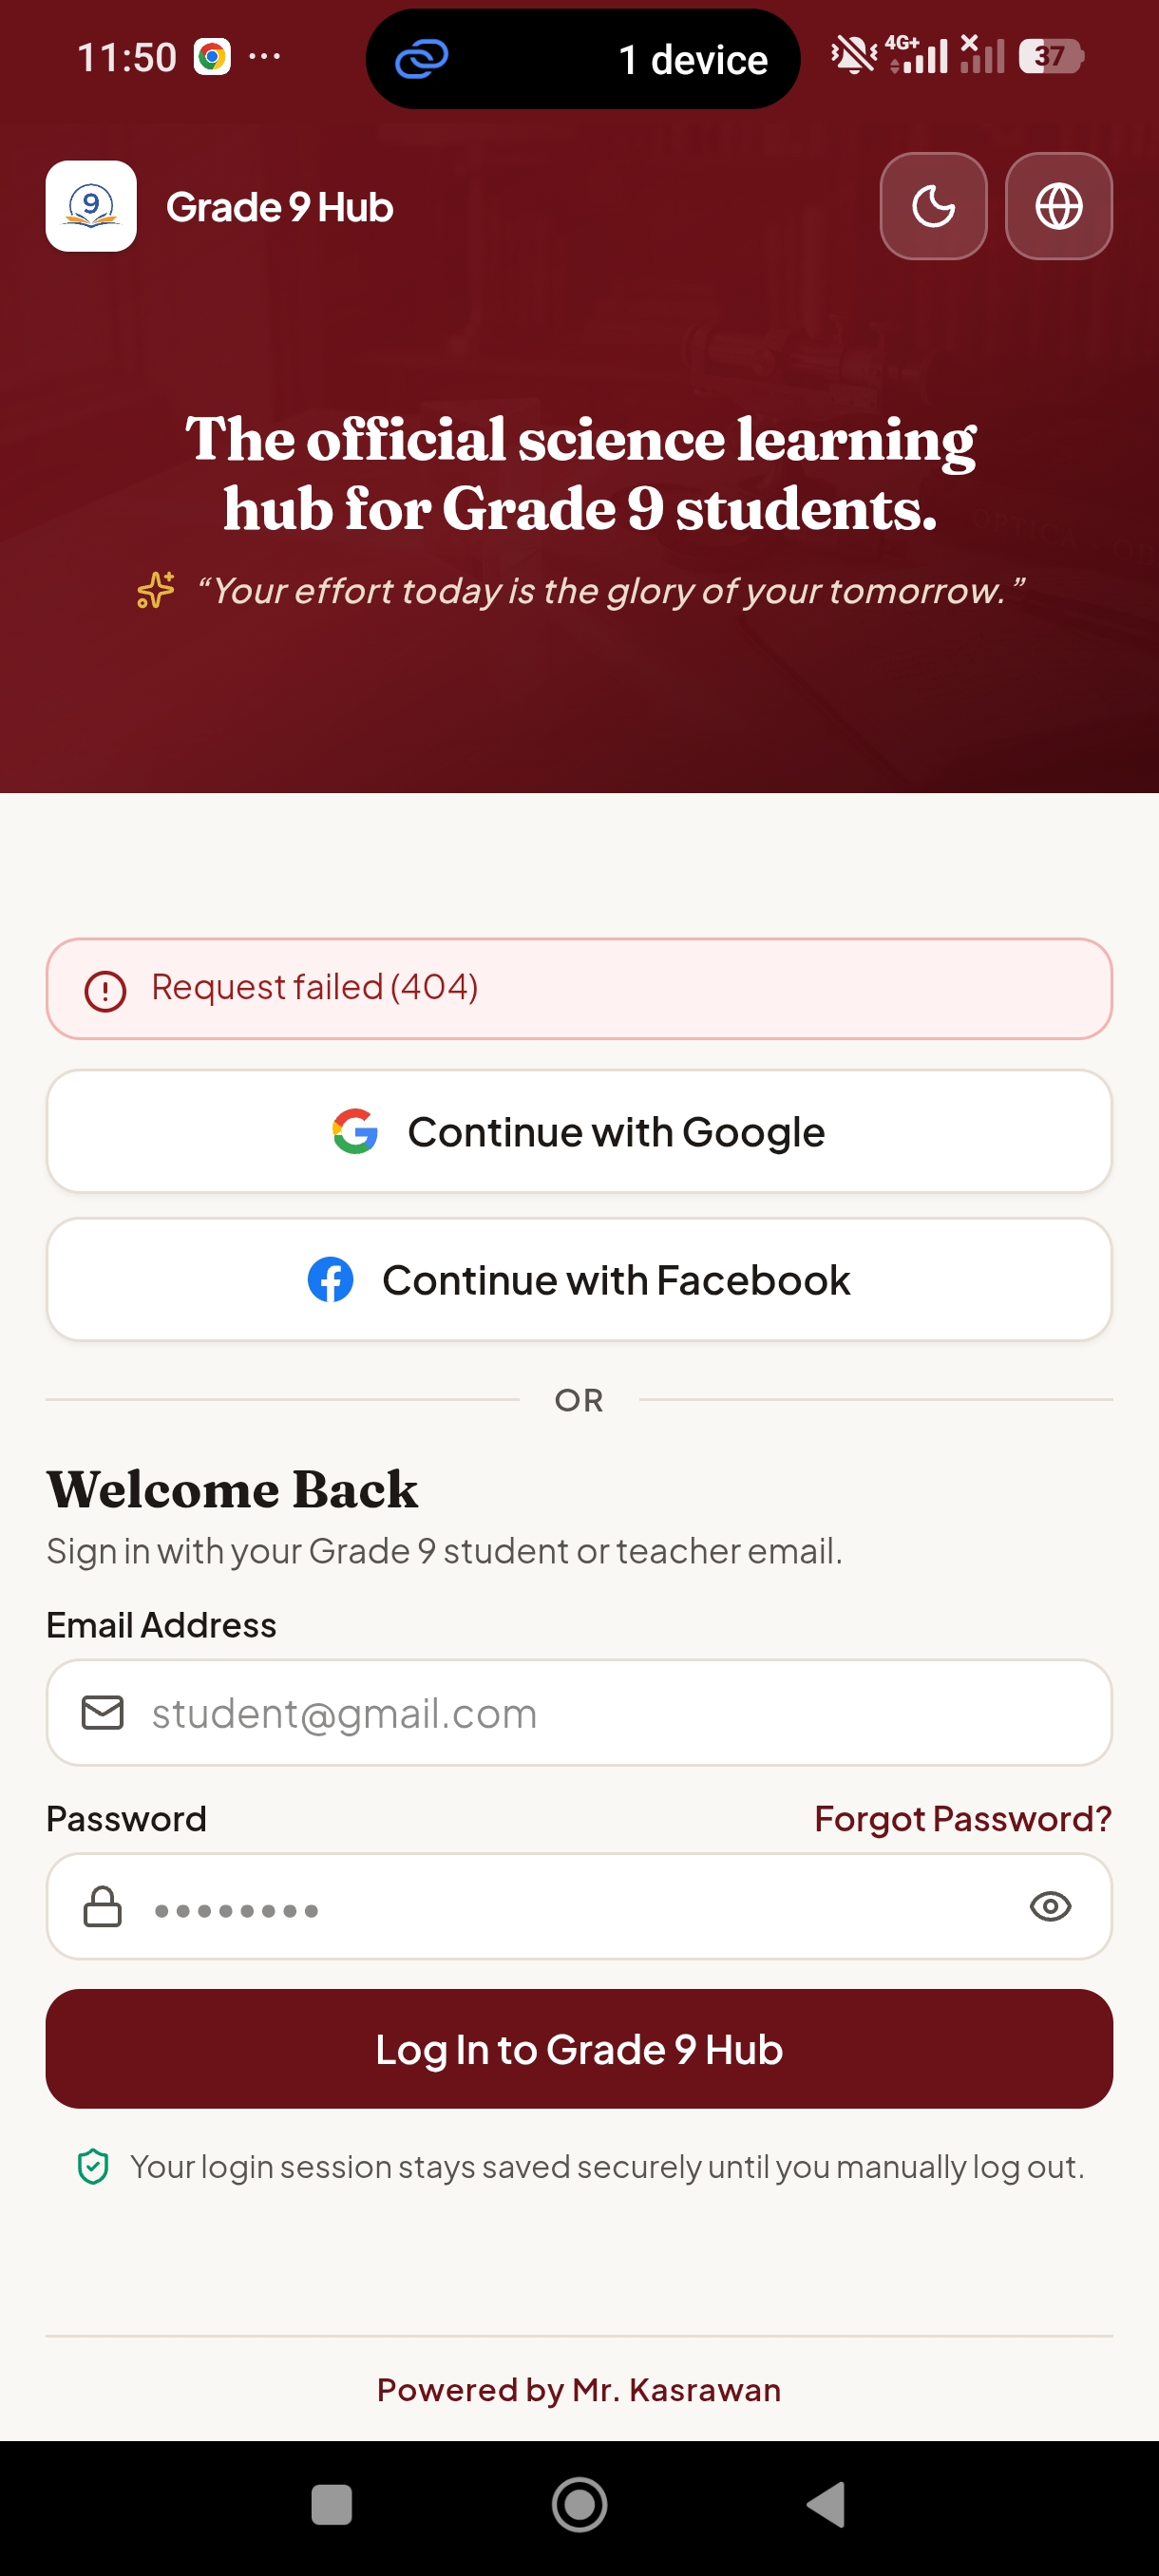 11:50
1 device
4G+
37
9
Grade 9 Hub
The official science learning
hub for Grade 9 students.
“Your effort today is the glory of your tomorrow.”
Request failed (404)
Continue with Google
Continue with Facebook
OR
Welcome Back
Sign in with your Grade 9 student or teacher email.
Email Address
student@gmail.com
Password
Forgot Password?
Log In to Grade 9 Hub
Your login session stays saved securely until you manually log out.
Powered by Mr. Kasrawan